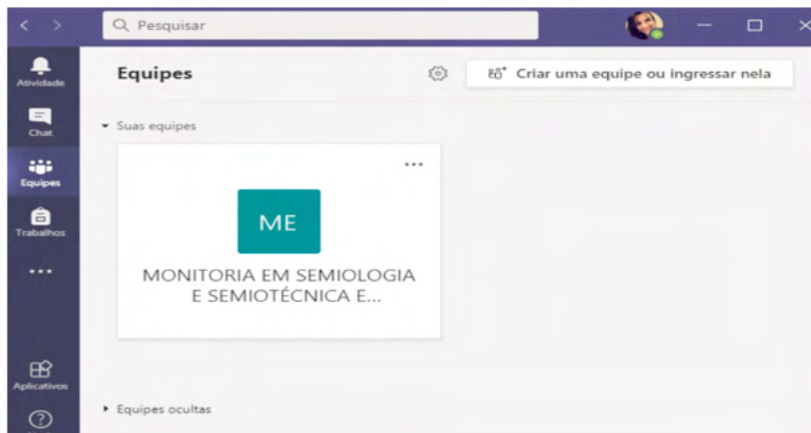 Pesquisar
Atividade
Chat
Equipes
Trabalhos
Aplicativos
Equipes
Criar uma equipe ou ingressar nela
Suas equipes
ME
MONITORIA EM SEMIOLOGIA
E SEMIOTÉCNICA E...
Equipes ocultas